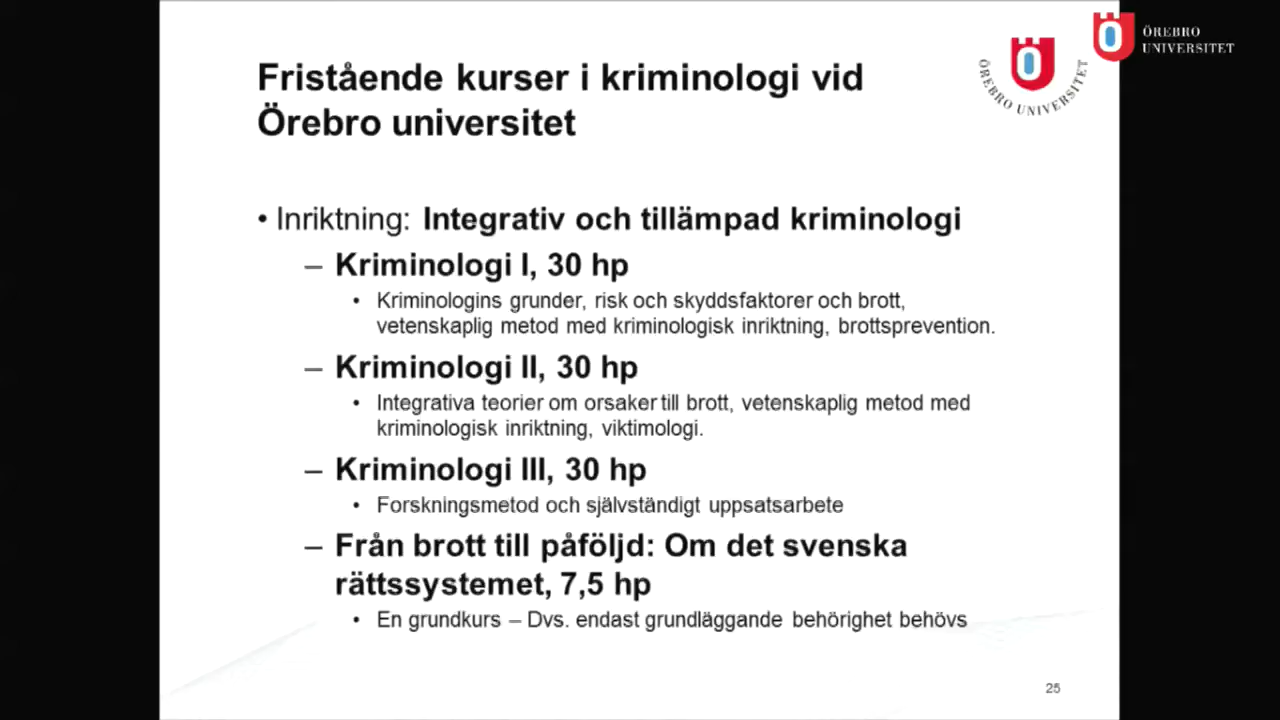 ÖREBRO
UNIVERSITET
ÖREBRO UNIVERSITET
Fristående kurser i kriminologi vid
Örebro universitet
• Inriktning: Integrativ och tillämpad kriminologi
– Kriminologi I, 30 hp
• Kriminologins grunder, risk och skyddsfaktorer och brott,
vetenskaplig metod med kriminologisk inriktning, brottsprevention.
– Kriminologi II, 30 hp
• Integrativa teorier om orsaker till brott, vetenskaplig metod med
kriminologisk inriktning, viktimologi.
– Kriminologi III, 30 hp
• Forskningsmetod och självständigt uppsatsarbete
– Från brott till påföljd: Om det svenska
rättssystemet, 7,5 hp
• En grundkurs – Dvs. endast grundläggande behörighet behövs
25